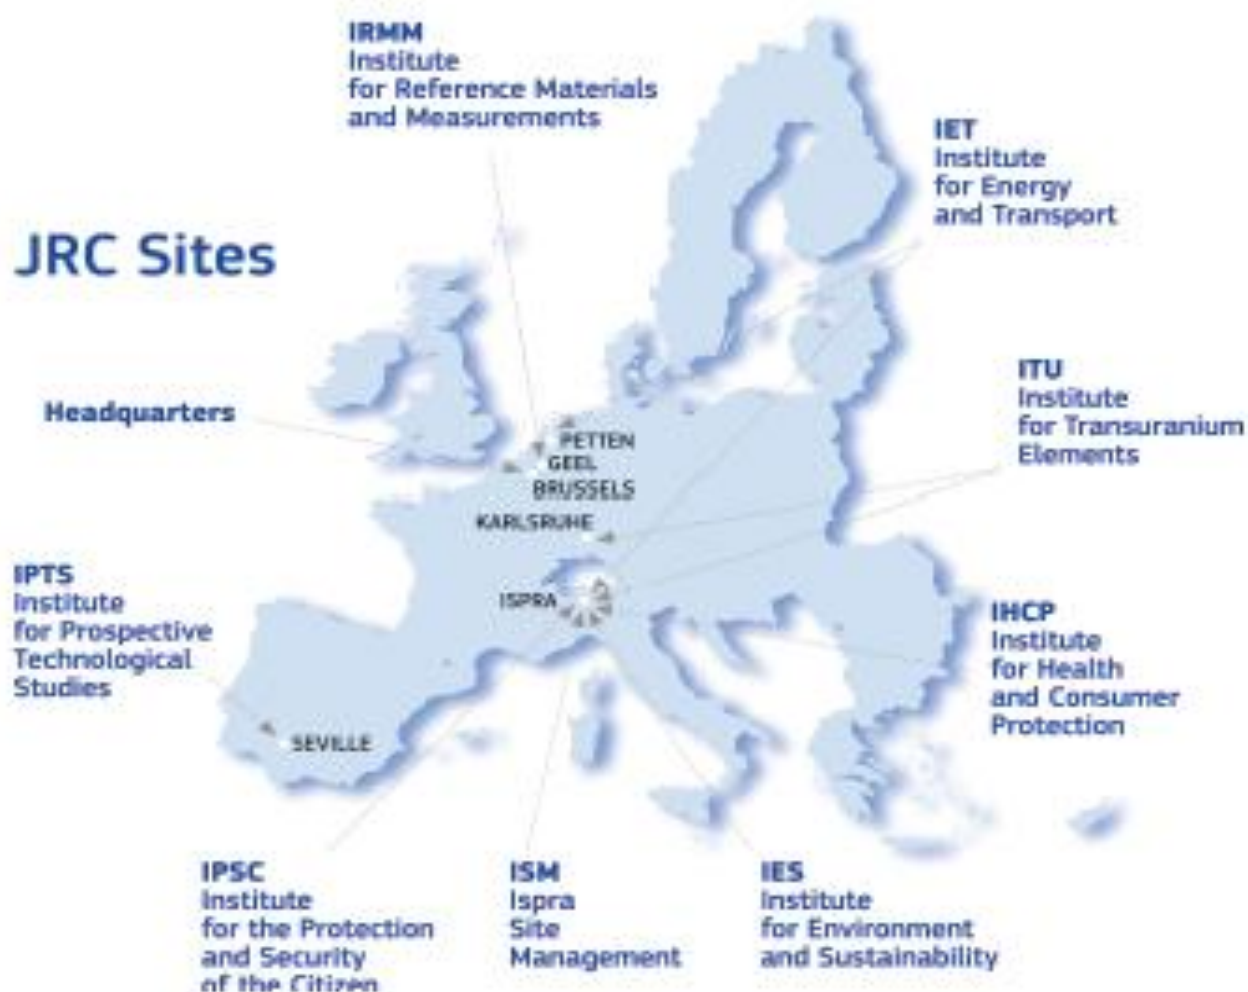 IRMM
Institute
for Reference Materials
and Measurements
IET
Institute
for Energy
and Transport
JRC Sites
ITU
Institute
for Transuranium
Elements
Headquarters
PETTEN
GEEL
BRUSSELS
KARLSRUHE
ISPRA
IPTS
Institute
for Prospective
Technological
Studies
IHCP
Institute
for Health
and Consumer
Protection
SEVILLE
IPSC
Institute
for the Protection
and Security
of the Citizen
ISM
Ispra
Site
Management
IES
Institute
for Environment
and Sustainability